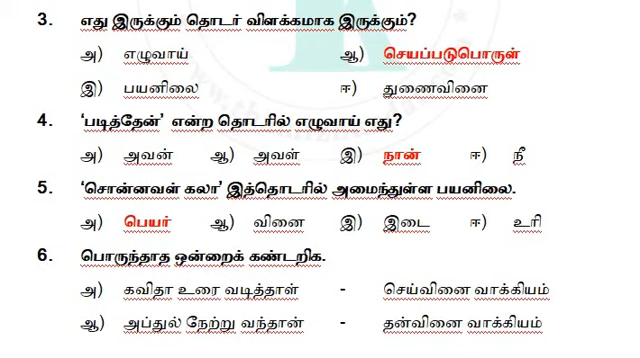 3. எது இருக்கும் தொடர் விளக்கமாக இருக்கும்?
அ) எழுவாய் ஆ) செயப்படுபொருள்
இ) பயனிலை ஈ) துணைவினை
4. ‘படித்தேன்’ என்ற தொடரில் எழுவாய் எது?
அ) அவன் ஆ) அவள் இ) நான் ஈ) நீ
5. ‘சொன்னவள் கலா’ இத்தொடரில் அமைந்துள்ள பயனிலை.
அ) பெயர் ஆ) வினை இ) இடை ஈ) உரி
6. பொருந்தாத ஒன்றைக் கண்டறிக.
அ) கவிதா உரை வடித்தாள் - செய்வினை வாக்கியம்
ஆ) அப்துல் நேற்று வந்தான் - தன்வினை வாக்கியம்